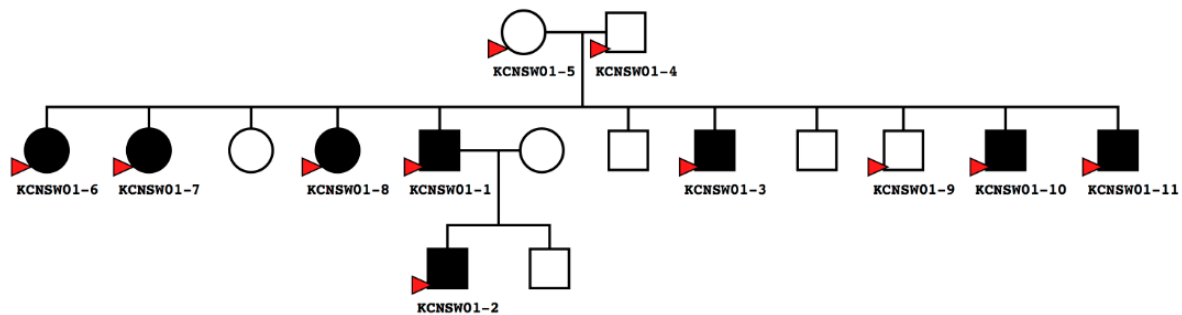 KCNSW01-5 KCNSW01-4
KCNSW01-6 KCNSW01-7 KCNSW01-8 KCNSW01-1 KCNSW01-3 KCNSW01-9 KCNSW01-10 KCNSW01-11
KCNSW01-2